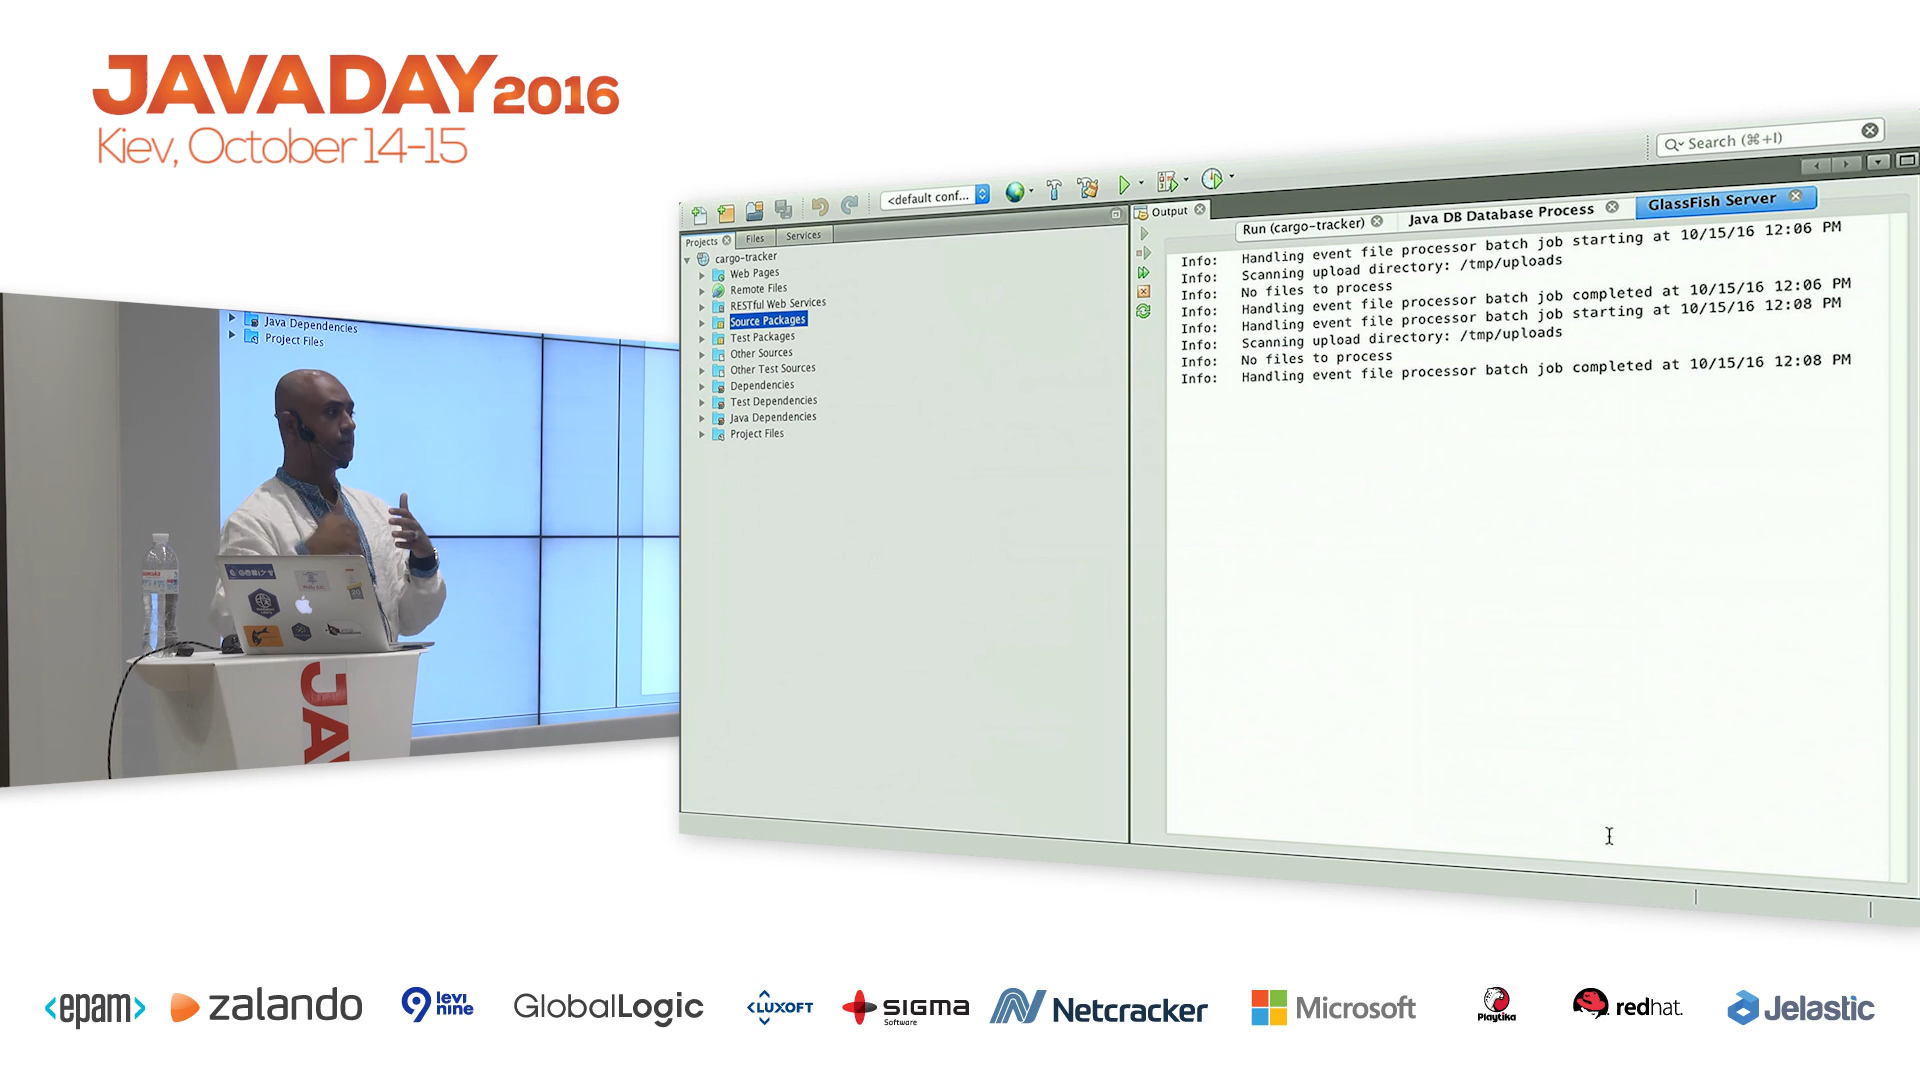 JAVADAY 2016
Kiev, October 14-15
Search (⌘+I)
<default conf...
Projects
Files
Services
cargo-tracker
Web Pages
Remote Files
RESTful Web Services
Source Packages
Test Packages
Other Sources
Other Test Sources
Dependencies
Test Dependencies
Java Dependencies
Project Files
Output
Run (cargo-tracker)
Java DB Database Process
GlassFish Server
Info: Handling event file processor batch job starting at 10/15/16 12:06 PM
Info: Scanning upload directory: /tmp/uploads
Info: No files to process
Info: Handling event file processor batch job completed at 10/15/16 12:06 PM
Info: Handling event file processor batch job starting at 10/15/16 12:08 PM
Info: Scanning upload directory: /tmp/uploads
Info: No files to process
Info: Handling event file processor batch job completed at 10/15/16 12:08 PM
Java Dependencies
Project Files
JAV
<epam>
zalando
9 levi nine
GlobalLogic
<LUXOFT
SIGMA
Software
Netcracker
Microsoft
Playtika
redhat.
Jelastic